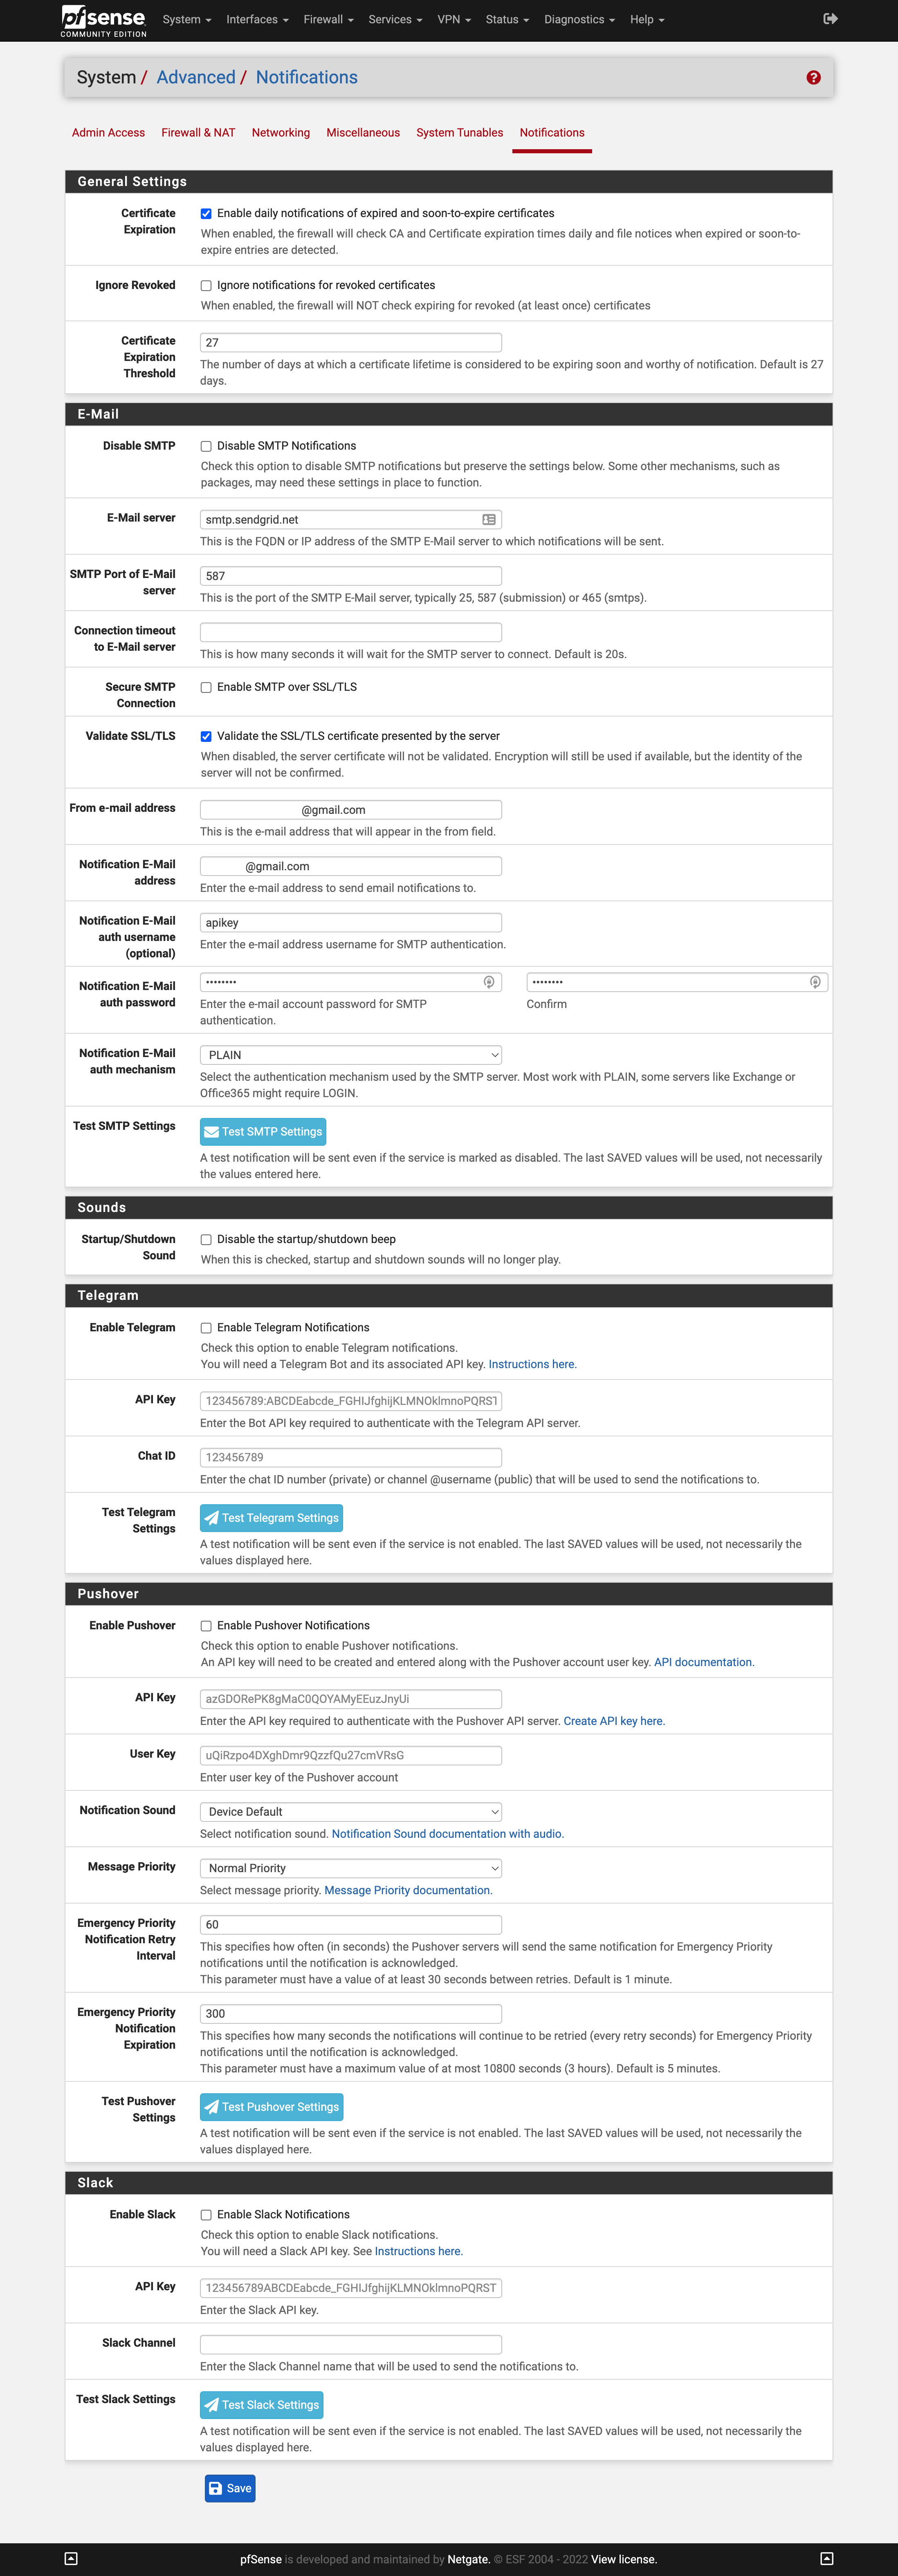 pfsense
COMMUNITY EDITION
System Interfaces Firewall Services VPN Status Diagnostics Help
System / Advanced / Notifications
Admin Access Firewall & NAT Networking Miscellaneous System Tunables Notifications
General Settings
Certificate Expiration
Enable daily notifications of expired and soon-to-expire certificates
When enabled, the firewall will check CA and Certificate expiration times daily and file notices when expired or soon-to-
expire entries are detected.
Ignore Revoked
Ignore notifications for revoked certificates
When enabled, the firewall will NOT check expiring for revoked (at least once) certificates
Certificate
Expiration
Threshold
27
The number of days at which a certificate lifetime is considered to be expiring soon and worthy of notification. Default is 27
days.
E-Mail
Disable SMTP
Disable SMTP Notifications
Check this option to disable SMTP notifications but preserve the settings below. Some other mechanisms, such as
packages, may need these settings in place to function.
E-Mail server
smtp.sendgrid.net
This is the FQDN or IP address of the SMTP E-Mail server to which notifications will be sent.
SMTP Port of E-Mail
server
587
This is the port of the SMTP E-Mail server, typically 25, 587 (submission) or 465 (smtps).
Connection timeout
to E-Mail server
This is how many seconds it will wait for the SMTP server to connect. Default is 20s.
Secure SMTP
Connection
Enable SMTP over SSL/TLS
Validate SSL/TLS
Validate the SSL/TLS certificate presented by the server
When disabled, the server certificate will not be validated. Encryption will still be used if available, but the identity of the
server will not be confirmed.
From e-mail address
@gmail.com
This is the e-mail address that will appear in the from field.
Notification E-Mail
address
@gmail.com
Enter the e-mail address to send email notifications to.
Notification E-Mail
auth username
(optional)
apikey
Enter the e-mail address username for SMTP authentication.
Notification E-Mail
auth password
•••••••• ••••••••
Enter the e-mail account password for SMTP
authentication.
Confirm
Notification E-Mail
auth mechanism
PLAIN
Select the authentication mechanism used by the SMTP server. Most work with PLAIN, some servers like Exchange or
Office365 might require LOGIN.
Test SMTP Settings
Test SMTP Settings
A test notification will be sent even if the service is marked as disabled. The last SAVED values will be used, not necessarily
the values entered here.
Sounds
Startup/Shutdown
Sound
Disable the startup/shutdown beep
When this is checked, startup and shutdown sounds will no longer play.
Telegram
Enable Telegram
Enable Telegram Notifications
Check this option to enable Telegram notifications.
You will need a Telegram Bot and its associated API key. Instructions here.
API Key
123456789:ABCDEabcde_FGHIJfghijKLMNOklmnoPQRST
Enter the Bot API key required to authenticate with the Telegram API server.
Chat ID
123456789
Enter the chat ID number (private) or channel @username (public) that will be used to send the notifications to.
Test Telegram
Settings
Test Telegram Settings
A test notification will be sent even if the service is not enabled. The last SAVED values will be used, not necessarily the
values displayed here.
Pushover
Enable Pushover
Enable Pushover Notifications
Check this option to enable Pushover notifications.
An API key will need to be created and entered along with the Pushover account user key. API documentation.
API Key
azGDORePK8gMaC0QOYAMyEEuzJnyUi
Enter the API key required to authenticate with the Pushover API server. Create API key here.
User Key
uQiRzpo4DXghDmr9QzzfQu27cmVRsG
Enter user key of the Pushover account
Notification Sound
Device Default
Select notification sound. Notification Sound documentation with audio.
Message Priority
Normal Priority
Select message priority. Message Priority documentation.
Emergency Priority
Notification Retry
Interval
60
This specifies how often (in seconds) the Pushover servers will send the same notification for Emergency Priority
notifications until the notification is acknowledged.
This parameter must have a value of at least 30 seconds between retries. Default is 1 minute.
Emergency Priority
Notification
Expiration
300
This specifies how many seconds the notifications will continue to be retried (every retry seconds) for Emergency Priority
notifications until the notification is acknowledged.
This parameter must have a maximum value of at most 10800 seconds (3 hours). Default is 5 minutes.
Test Pushover
Settings
Test Pushover Settings
A test notification will be sent even if the service is not enabled. The last SAVED values will be used, not necessarily the
values displayed here.
Slack
Enable Slack
Enable Slack Notifications
Check this option to enable Slack notifications.
You will need a Slack API key. See Instructions here.
API Key
123456789ABCDEabcde_FGHIJfghijKLMNOklmnoPQRST
Enter the Slack API key.
Slack Channel
Enter the Slack Channel name that will be used to send the notifications to.
Test Slack Settings
Test Slack Settings
A test notification will be sent even if the service is not enabled. The last SAVED values will be used, not necessarily the
values displayed here.
Save
pfSense is developed and maintained by Netgate. © ESF 2004 - 2022 View license.